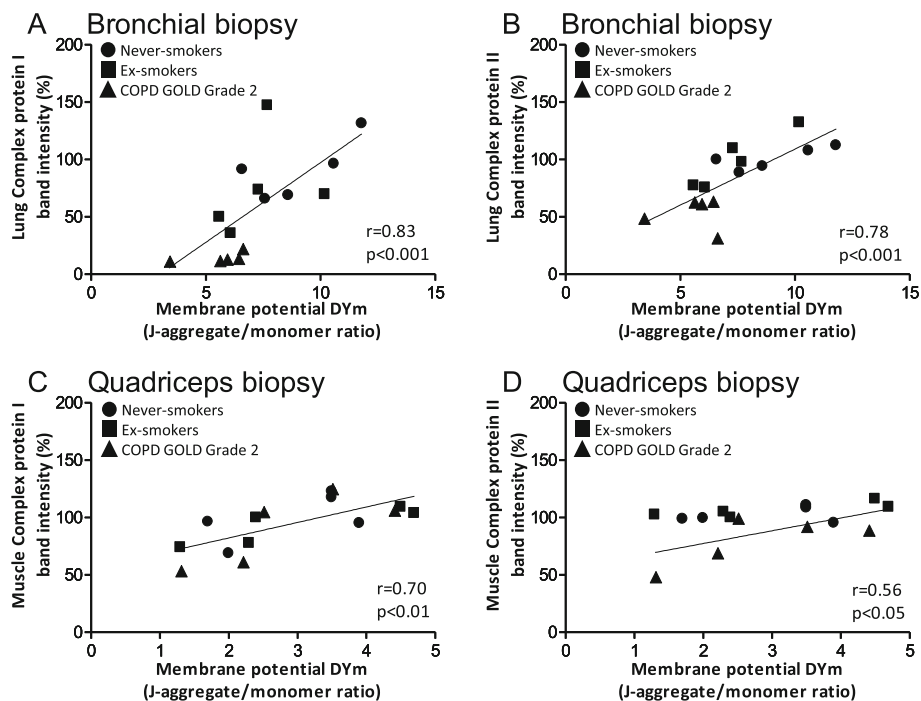 A Bronchial biopsy
200
150
100
50
0
Never-smokers
Ex-smokers
COPD GOLD Grade 2
Lung Complex protein I
band intensity (%)
r=0.83
p<0.001
0 5 10 15
Membrane potential DYm
(J-aggregate/monomer ratio)
B Bronchial biopsy
200
150
100
50
0
Never-smokers
Ex-smokers
COPD GOLD Grade 2
Lung Complex protein II
band intensity (%)
r=0.78
p<0.001
0 5 10 15
Membrane potential DYm
(J-aggregate/monomer ratio)
C Quadriceps biopsy
200
150
100
50
0
Never-smokers
Ex-smokers
COPD GOLD Grade 2
Muscle Complex protein I
band intensity (%)
r=0.70
p<0.01
0 1 2 3 4 5
Membrane potential DYm
(J-aggregate/monomer ratio)
D Quadriceps biopsy
200
150
100
50
0
Never-smokers
Ex-smokers
COPD GOLD Grade 2
Muscle Complex protein II
band intensity (%)
r=0.56
p<0.05
0 1 2 3 4 5
Membrane potential DYm
(J-aggregate/monomer ratio)